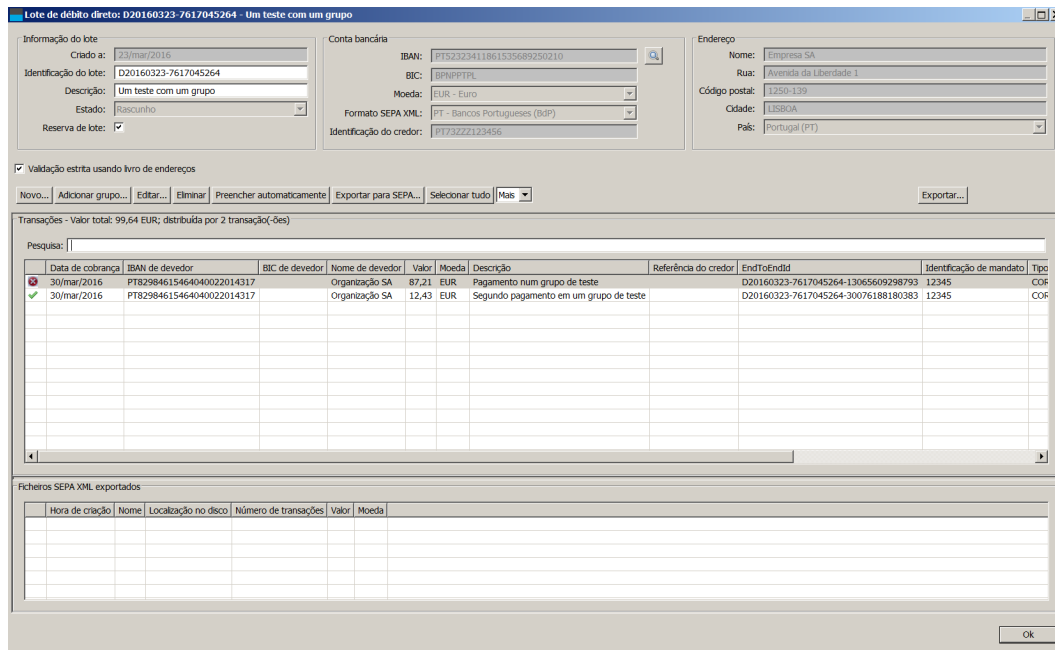 Lote de débito direto: D20160323-7617045264 - Um teste com um grupo
Informação do lote
Criado a: 23/mar/2016
Identificação do lote: D20160323-7617045264
Descrição: Um teste com um grupo
Estado: Rascunho
Reserva de lote:
Conta bancária
IBAN: PT52323411861535689250210
BIC: BPNPPTPL
Moeda: EUR - Euro
Formato SEPA XML: PT - Bancos Portugueses (BdP)
Identificação do credor: PT73ZZZ123456
Endereço
Nome: Empresa SA
Rua: Avenida da Liberdade 1
Código postal: 1250-139
Cidade: LISBOA
País: Portugal (PT)
Validação estrita usando livro de endereços
Novo... Adicionar grupo... Editar... Eliminar Preencher automaticamente Exportar para SEPA... Selecionar tudo Mais Exportar...
Transações - Valor total: 99,64 EUR; distribuída por 2 transação(-ões)
Pesquisa:
Data de cobrança IBAN de devedor BIC de devedor Nome de devedor Valor Moeda Descrição Referência do credor EndToEndId Identificação de mandato Tipo
30/mar/2016 PT82984615464040022014317 Organização SA 87,21 EUR Pagamento num grupo de teste D20160323-7617045264-13065609298793 12345 COR
30/mar/2016 PT82984615464040022014317 Organização SA 12,43 EUR Segundo pagamento em um grupo de teste D20160323-7617045264-30076188180383 12345 COR
Ficheiros SEPA XML exportados
Hora de criação Nome Localização no disco Número de transações Valor Moeda
Ok